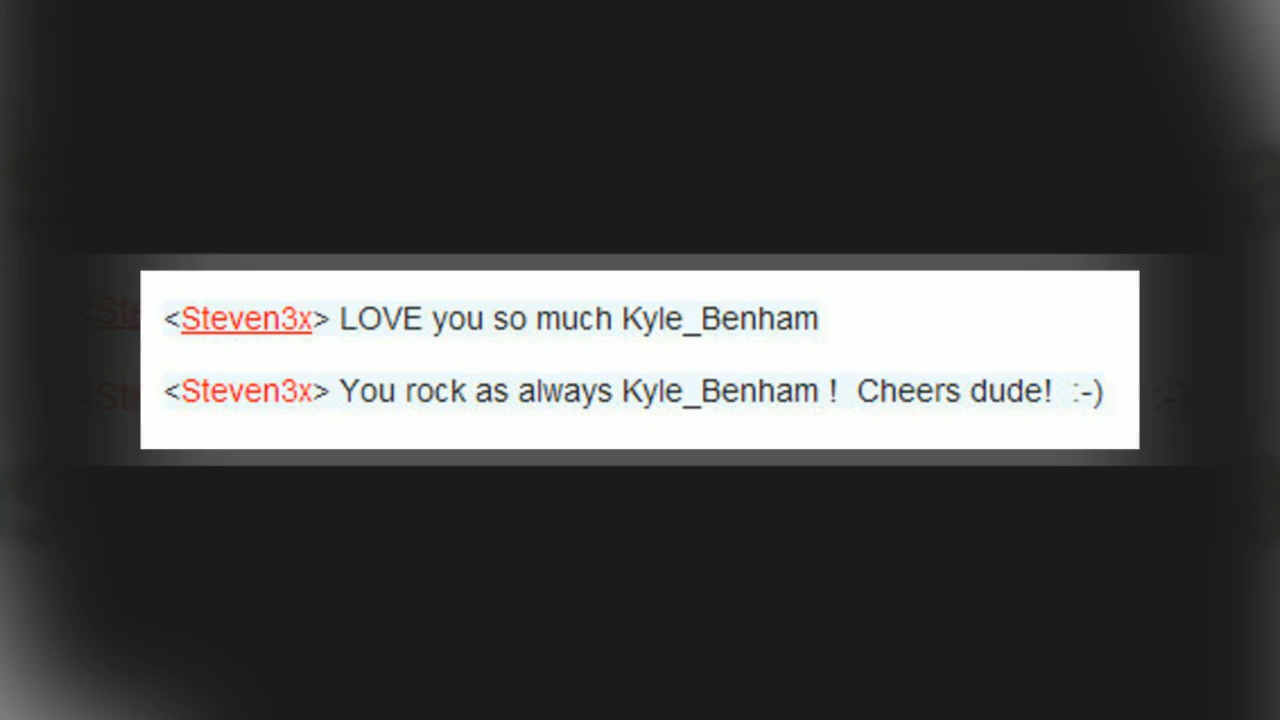 <Steven3x> LOVE you so much Kyle_Benham
<Steven3x> You rock as always Kyle_Benham !  Cheers dude!  :-)